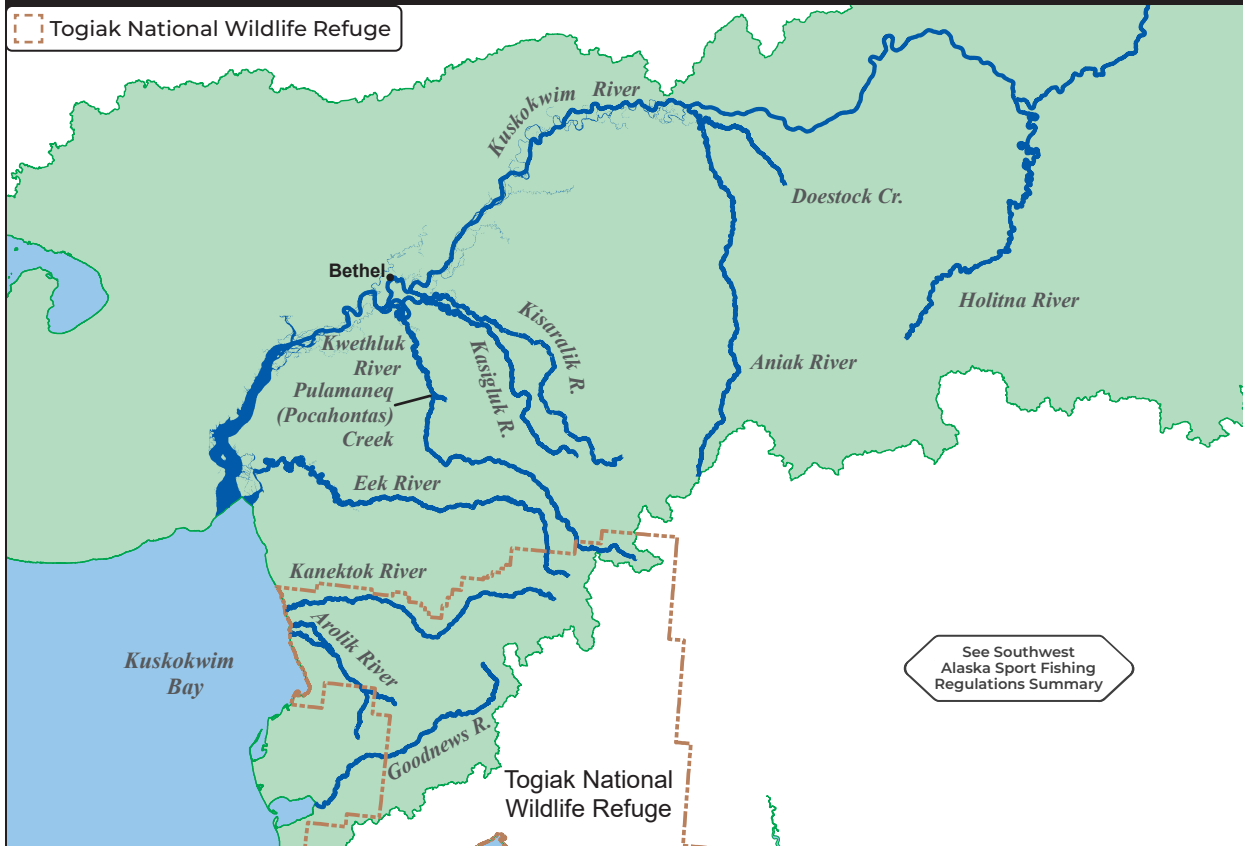 Togiak National Wildlife Refuge
Kuskokwim River
Doestock Cr.
Bethel
Holitna River
Kisaralik R.
Kwethluk
River
Kasigluk R.
Aniak River
Pulamaneq
(Pocahontas)
Creek
Eek River
Kanektok River
Arolik River
Kuskokwim
Bay
See Southwest
Alaska Sport Fishing
Regulations Summary
Goodnews R.
Togiak National
Wildlife Refuge